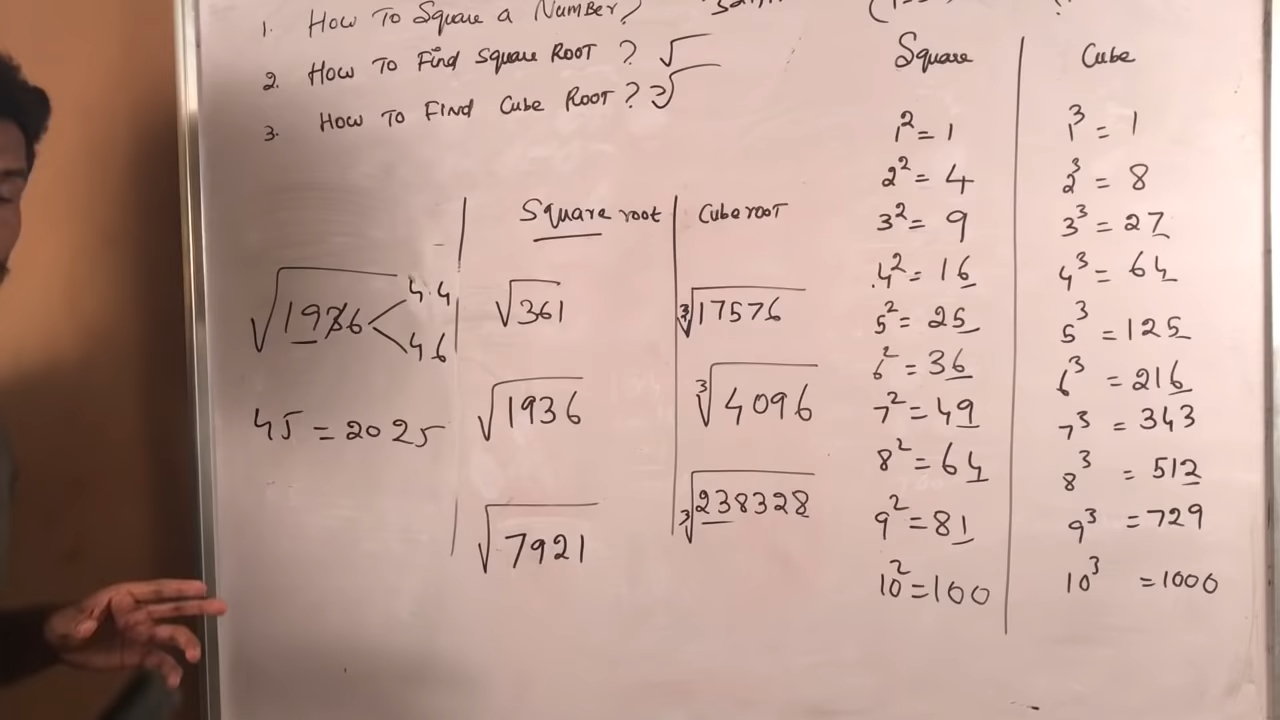 1. How To Square a Number?
2. How To Find Square Root? √
3. How To Find Cube Root? 3√
Square root
√1936 44
46
45 = 2025
√361
√1936
√7921
Cube root
³√17576
³√4096
³√238328
Square
1² = 1
2² = 4
3² = 9
4² = 16
5² = 25
6² = 36
7² = 49
8² = 64
9² = 81
10² = 100
Cube
1³ = 1
2³ = 8
3³ = 27
4³ = 64
5³ = 125
6³ = 216
7³ = 343
8³ = 512
9³ = 729
10³ = 1000